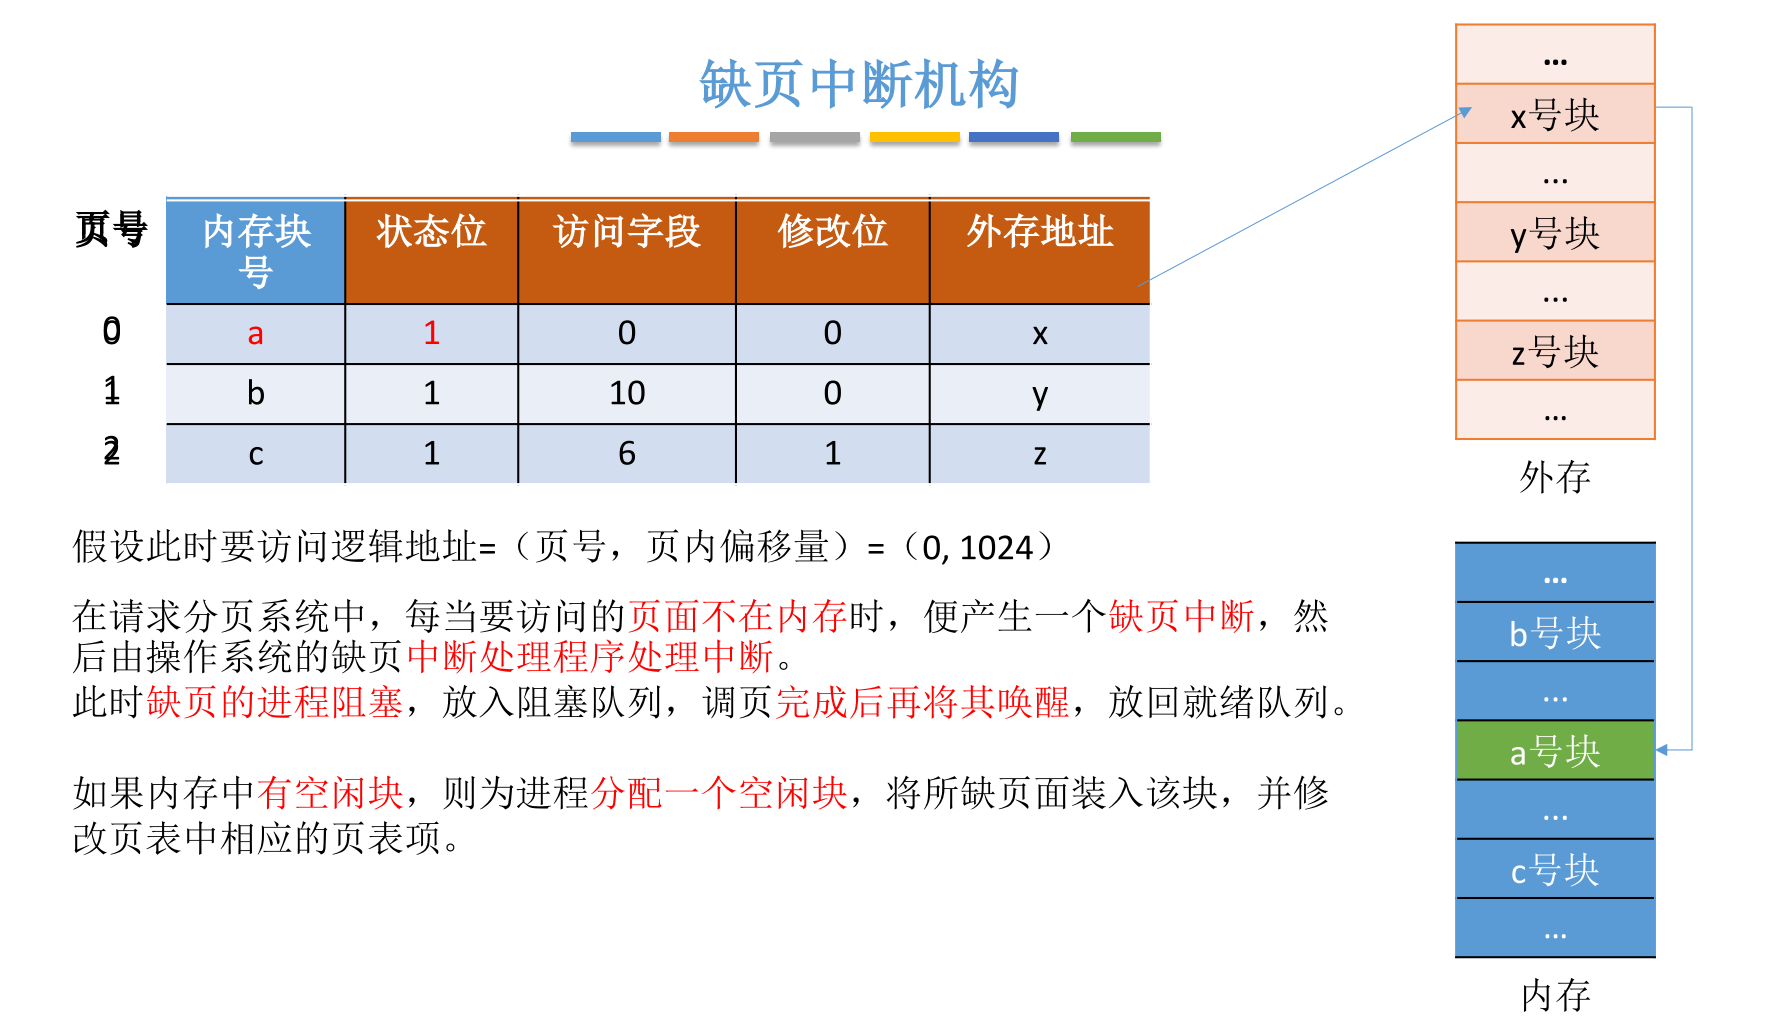 缺页中断机构
页号 内存块号 状态位 访问字段 修改位 外存地址
0 a 1 0 0 x
1 b 1 10 0 y
2 c 1 6 1 z
假设此时要访问逻辑地址=（页号，页内偏移量）=（0, 1024）
在请求分页系统中，每当要访问的页面不在内存时，便产生一个缺页中断，然
后由操作系统的缺页中断处理程序处理中断。
此时缺页的进程阻塞，放入阻塞队列，调页完成后再将其唤醒，放回就绪队列。
如果内存中有空闲块，则为进程分配一个空闲块，将所缺页面装入该块，并修
改页表中相应的页表项。
...
x号块
...
y号块
...
z号块
...
外存
...
b号块
...
a号块
...
c号块
...
内存